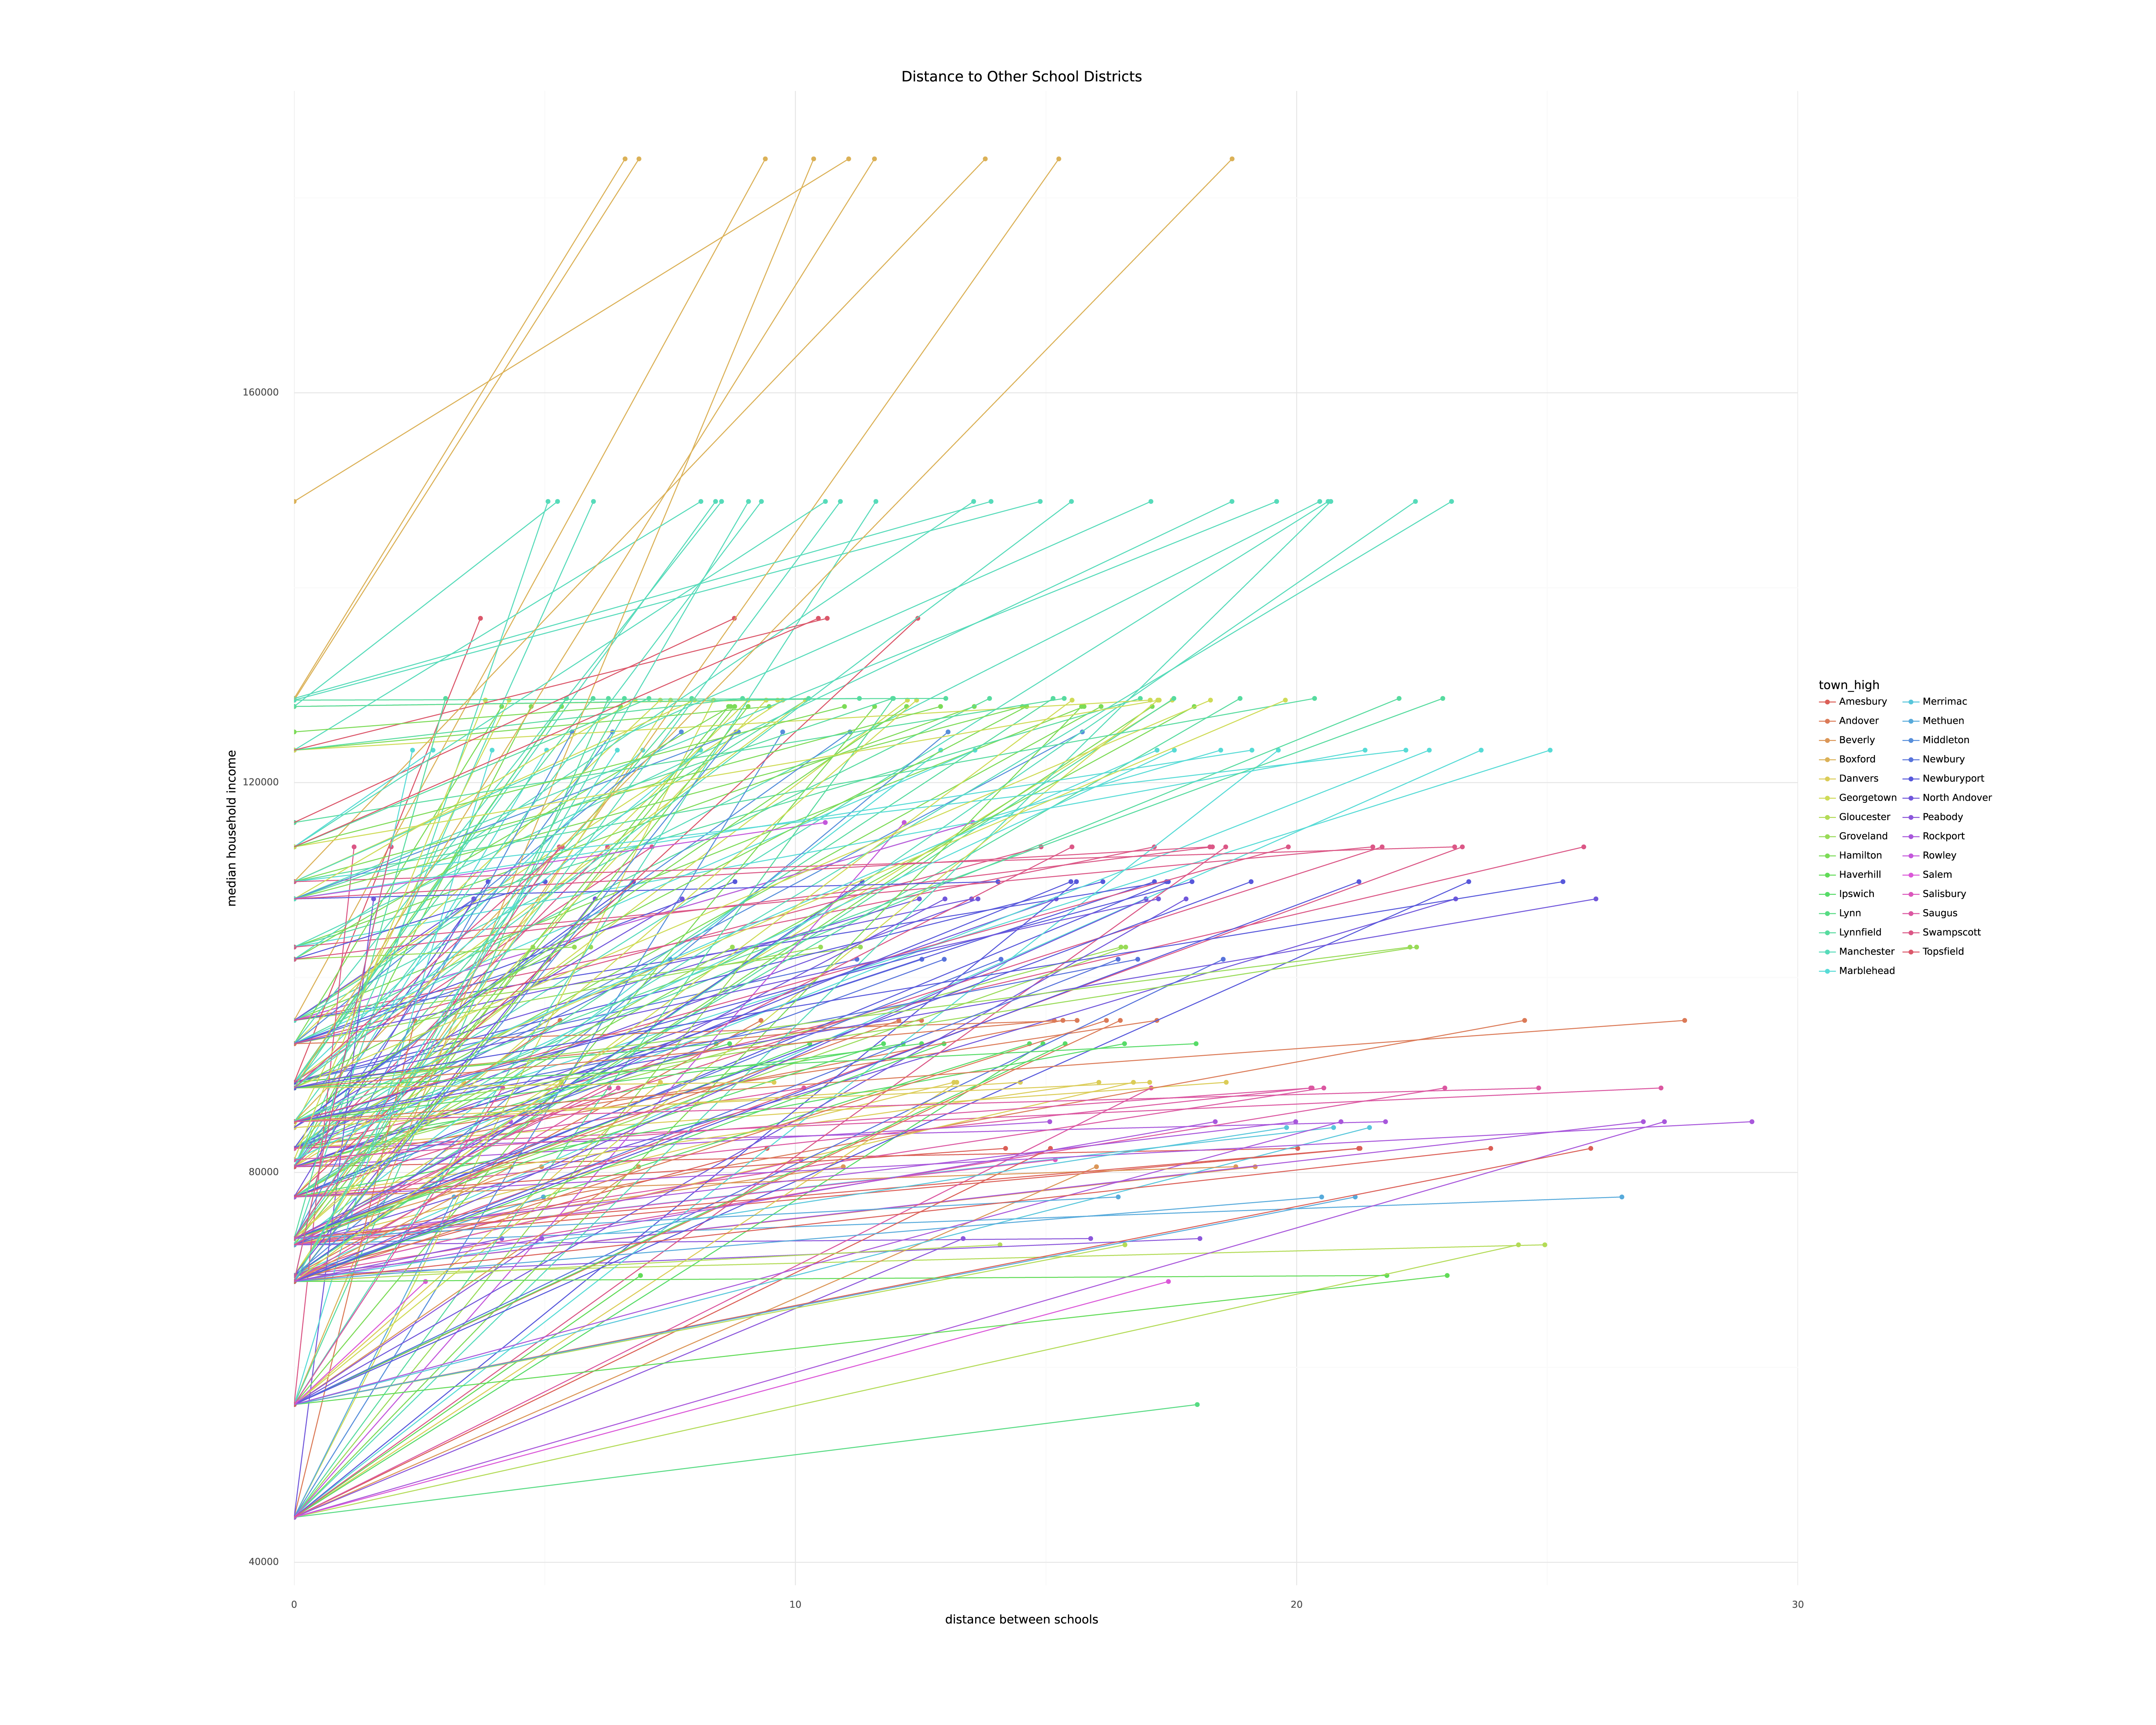 Distance to Other School Districts
160000
120000
80000
40000
median household income
0
10
20
30
distance between schools
town_high
Amesbury
Andover
Beverly
Boxford
Danvers
Georgetown
Gloucester
Groveland
Hamilton
Haverhill
Ipswich
Lynn
Lynnfield
Manchester
Marblehead
Merrimac
Methuen
Middleton
Newbury
Newburyport
North Andover
Peabody
Rockport
Rowley
Salem
Salisbury
Saugus
Swampscott
Topsfield